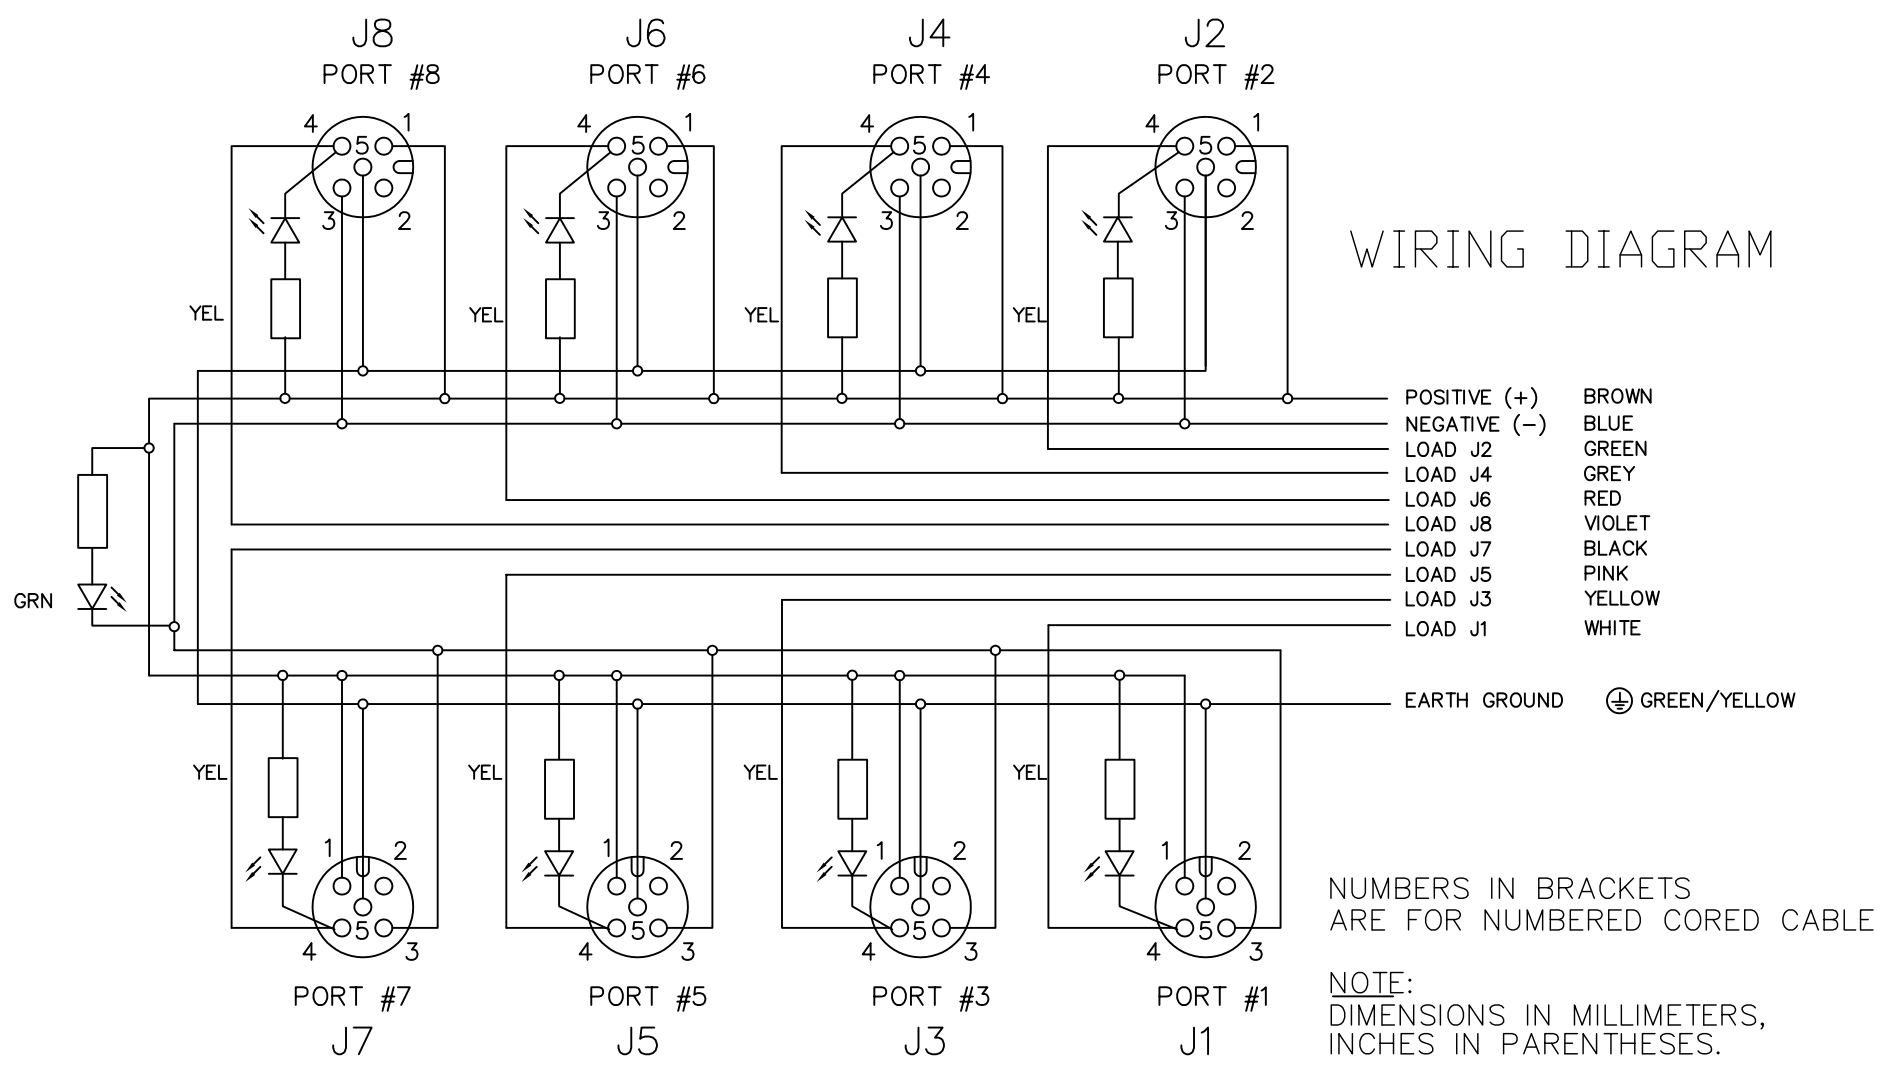 J8 J6 J4 J2
PORT #8 PORT #6 PORT #4 PORT #2
4 1 4 1 4 1 4 1
5 5 5 5
3 2 3 2 3 2 3 2
WIRING DIAGRAM
YEL YEL YEL YEL
POSITIVE (+) BROWN
NEGATIVE (-) BLUE
LOAD J2 GREEN
LOAD J4 GREY
LOAD J6 RED
LOAD J8 VIOLET
LOAD J7 BLACK
LOAD J5 PINK
GRN LOAD J3 YELLOW
LOAD J1 WHITE
EARTH GROUND GREEN/YELLOW
YEL YEL YEL YEL
1 2 1 2 1 2 1 2
5 5 5 5
4 3 4 3 4 3 4 3
PORT #7 PORT #5 PORT #3 PORT #1
J7 J5 J3 J1
NUMBERS IN BRACKETS
ARE FOR NUMBERED CORED CABLE
NOTE:
DIMENSIONS IN MILLIMETERS,
INCHES IN PARENTHESES.